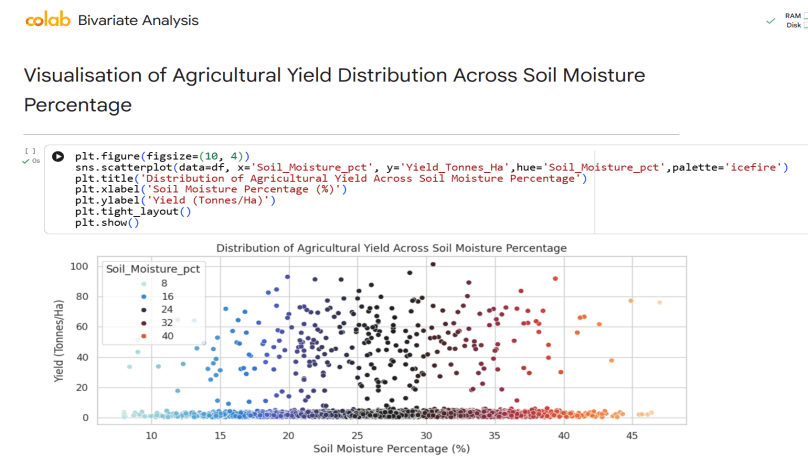 colab Bivariate Analysis
RAM
Disk
Visualisation of Agricultural Yield Distribution Across Soil Moisture
Percentage
[ ]
0s
plt.figure(figsize=(10, 4))
sns.scatterplot(data=df, x='Soil_Moisture_pct', y='Yield_Tonnes_Ha',hue='Soil_Moisture_pct',palette='icefire')
plt.title('Distribution of Agricultural Yield Across Soil Moisture Percentage')
plt.xlabel('Soil Moisture Percentage (%)')
plt.ylabel('Yield (Tonnes/Ha)')
plt.tight_layout()
plt.show()
Distribution of Agricultural Yield Across Soil Moisture Percentage
Soil_Moisture_pct
8
16
24
32
40
Yield (Tonnes/Ha)
100
80
60
40
20
0
10 15 20 25 30 35 40 45
Soil Moisture Percentage (%)